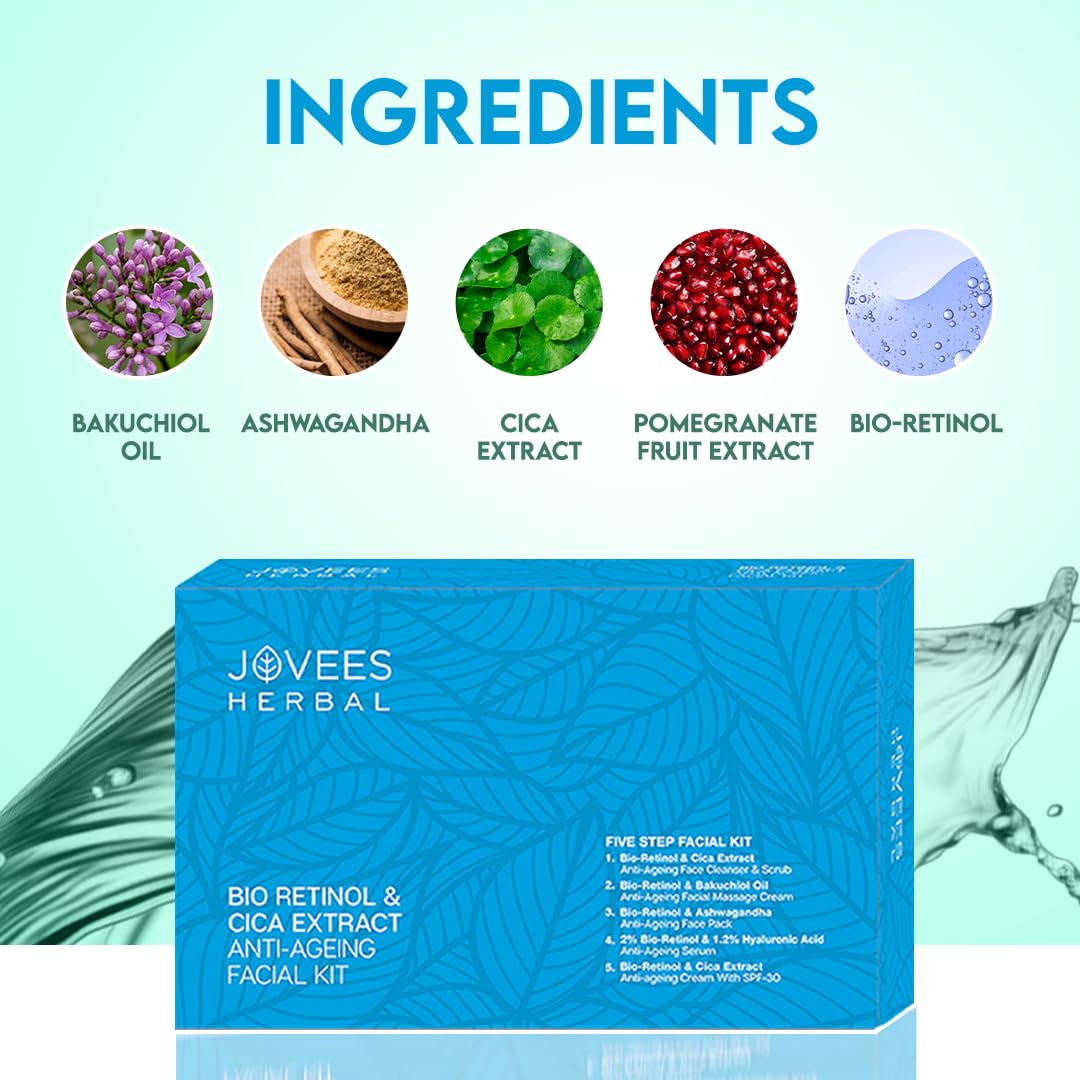 INGREDIENTS
BAKUCHIOL
OIL
ASHWAGANDHA
CICA
EXTRACT
POMEGRANATE
FRUIT EXTRACT
BIO-RETINOL
JOVEES
HERBAL
JOVEES
HERBAL
BIO RETINOL &
CICA EXTRACT
ANTI-AGEING
FACIAL KIT
FIVE STEP FACIAL KIT
1. Bio-Retinol & Cica Extract
Anti-Ageing Face Cleanser & Scrub
2. Bio-Retinol & Bakuchiol Oil
Anti-Ageing Facial Massage Cream
3. Bio-Retinol & Ashwagandha
Anti-Ageing Face Pack
4. 2% Bio-Retinol & 1.2% Hyaluronic Acid
Anti-Ageing Serum
5. Bio-Retinol & Cica Extract
Anti-ageing Cream With SPF-30